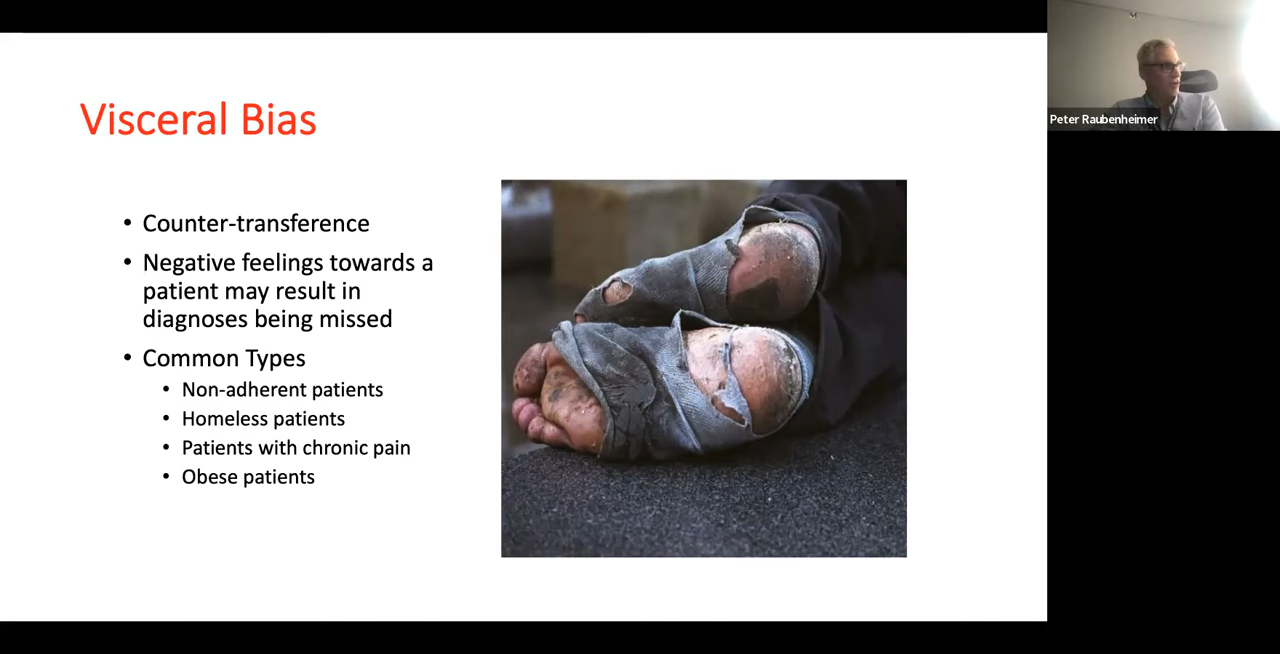 Visceral Bias
• Counter-transference
• Negative feelings towards a
patient may result in
diagnoses being missed
• Common Types
• Non-adherent patients
• Homeless patients
• Patients with chronic pain
• Obese patients
Peter Raubenheimer